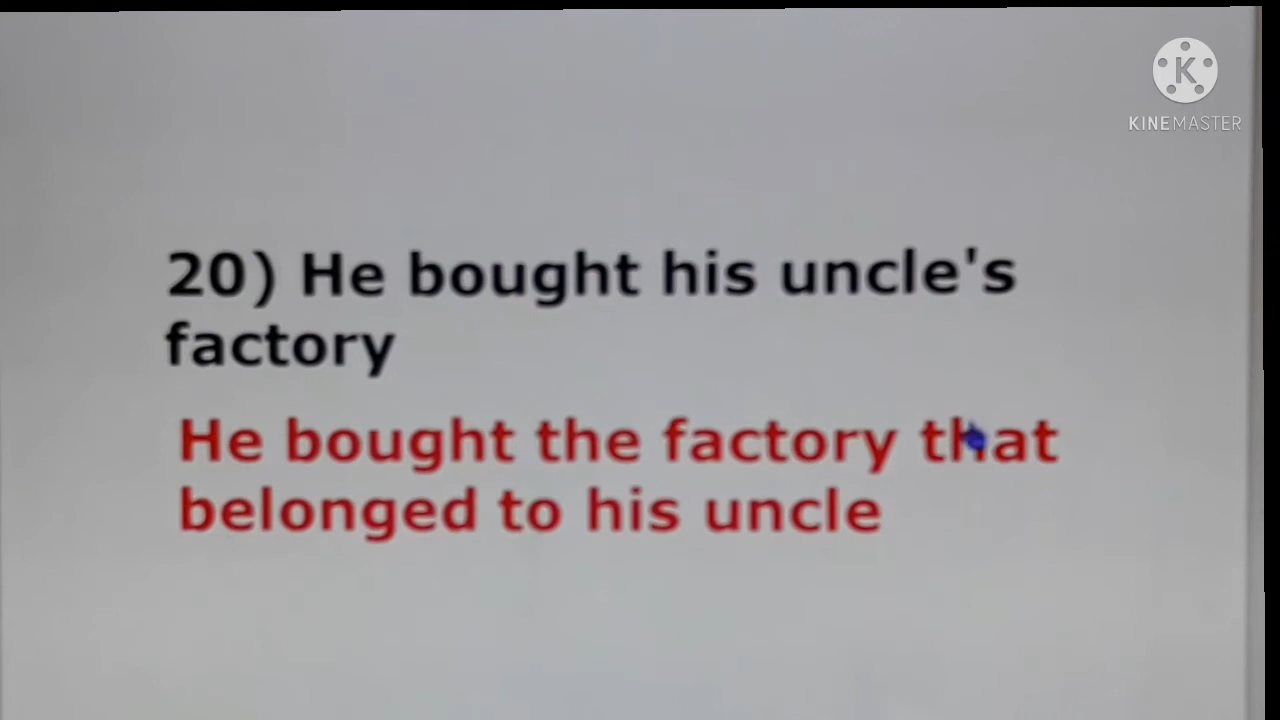 K
KINEMASTER
20) He bought his uncle's
factory
He bought the factory that
belonged to his uncle